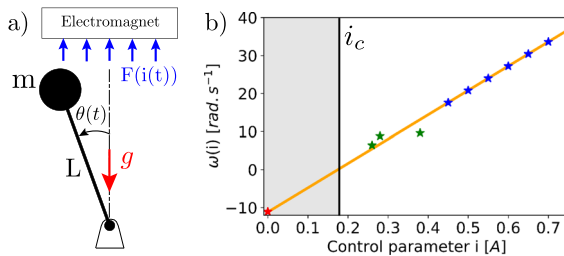 a)
Electromagnet
F(i(t))
m
θ(t)
L
g
b)
i_c
ω(i) [rad.s⁻¹]
40
30
20
10
0
−10
0.0 0.1 0.2 0.3 0.4 0.5 0.6 0.7
Control parameter i [A]